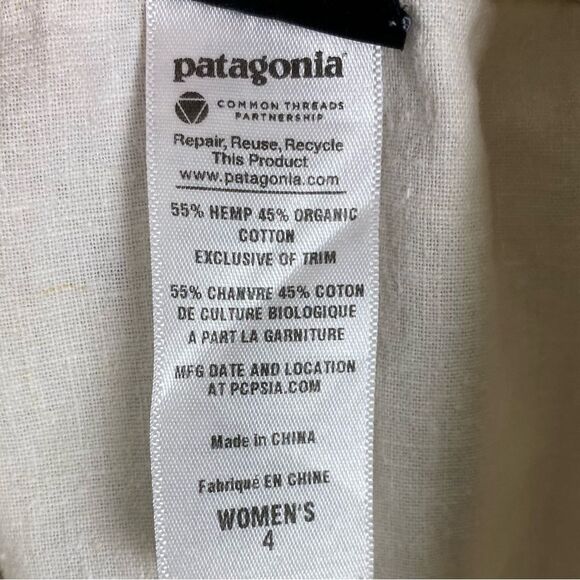 patagonia
COMMON THREADS
PARTNERSHIP
Repair, Reuse, Recycle
This Product
www.patagonia.com
55% HEMP 45% ORGANIC
COTTON
EXCLUSIVE OF TRIM
55% CHANVRE 45% COTON
DE CULTURE BIOLOGIQUE
A PART LA GARNITURE
MFG DATE AND LOCATION
AT PCPSIA.COM
Made in CHINA
Fabriqué EN CHINE
WOMEN'S
4